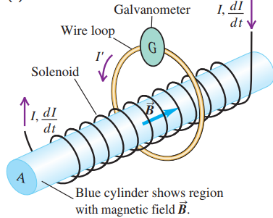 Galvanometer
I, dI
dt
Wire loop
G
I′
Solenoid
I, dI
dt
B⃗
A
Blue cylinder shows region
with magnetic field B⃗.